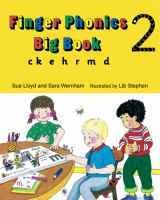 Finger Phonics
Big Book 2
c k e h r m d
Sue Lloyd and Sara Wernham
Illustrated by Lib Stephen